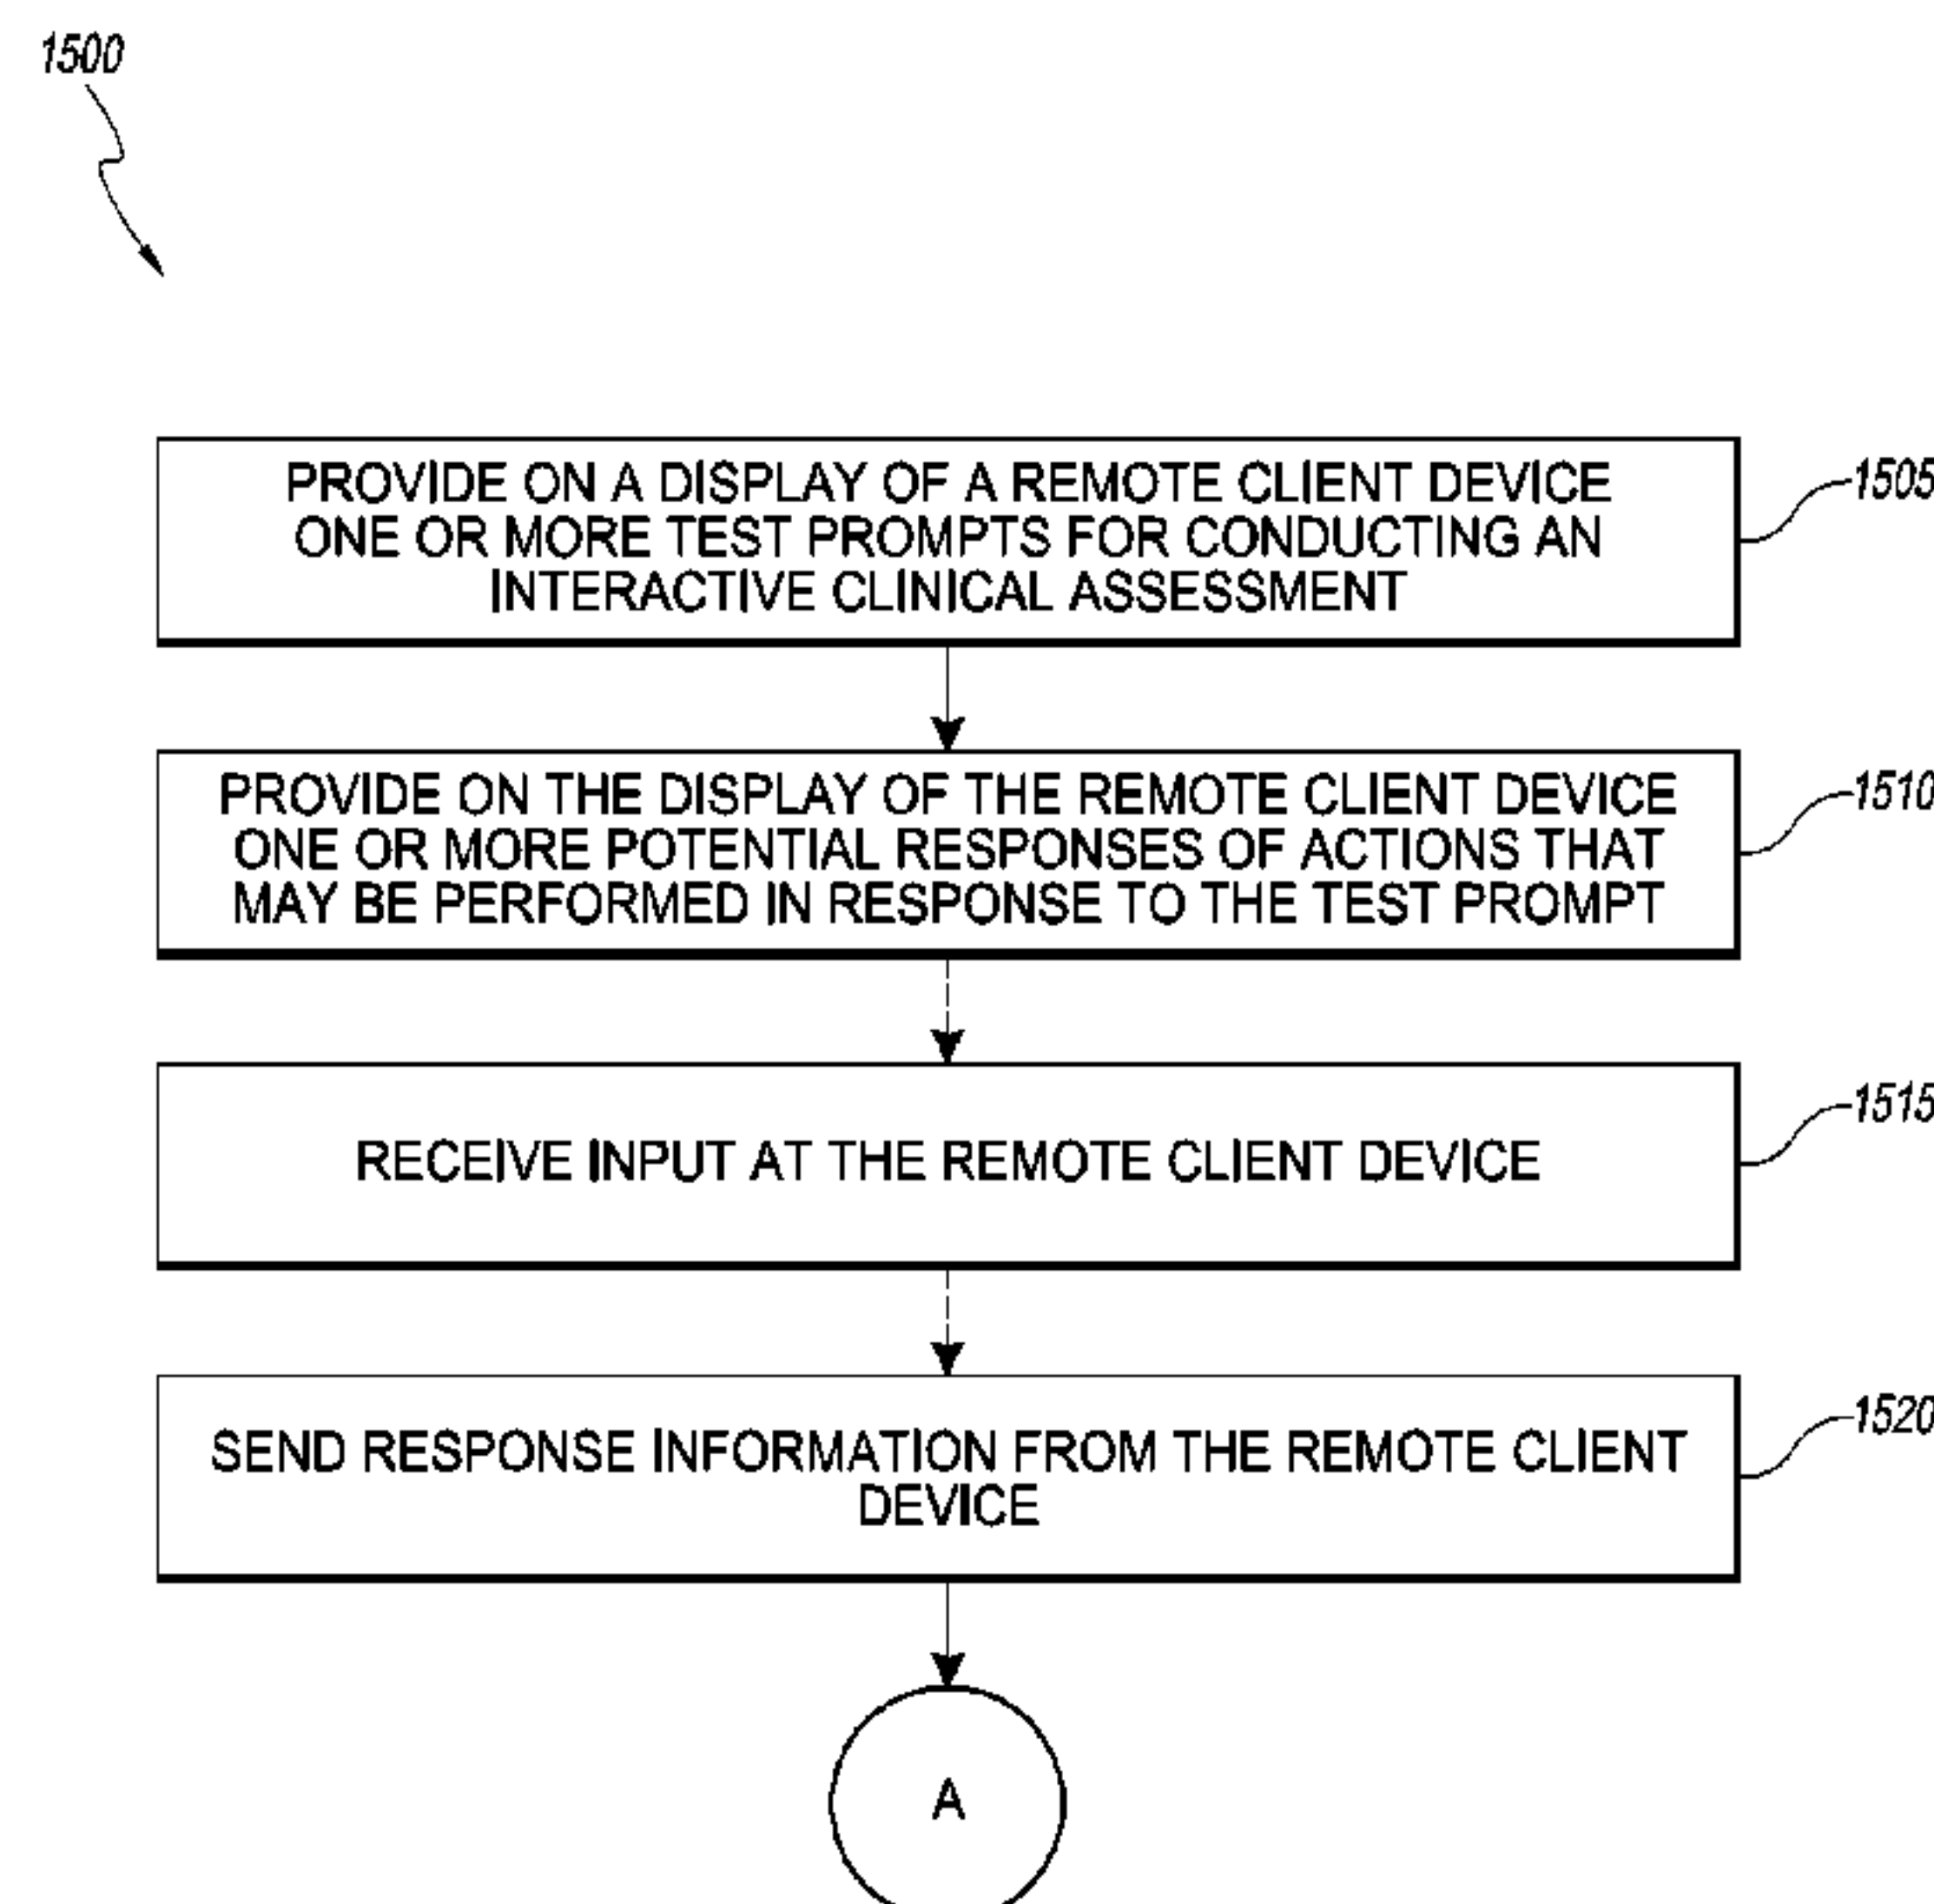 1500
PROVIDE ON A DISPLAY OF A REMOTE CLIENT DEVICE
ONE OR MORE TEST PROMPTS FOR CONDUCTING AN
INTERACTIVE CLINICAL ASSESSMENT
1505
PROVIDE ON THE DISPLAY OF THE REMOTE CLIENT DEVICE
ONE OR MORE POTENTIAL RESPONSES OF ACTIONS THAT
MAY BE PERFORMED IN RESPONSE TO THE TEST PROMPT
1510
RECEIVE INPUT AT THE REMOTE CLIENT DEVICE
1515
SEND RESPONSE INFORMATION FROM THE REMOTE CLIENT
DEVICE
1520
A